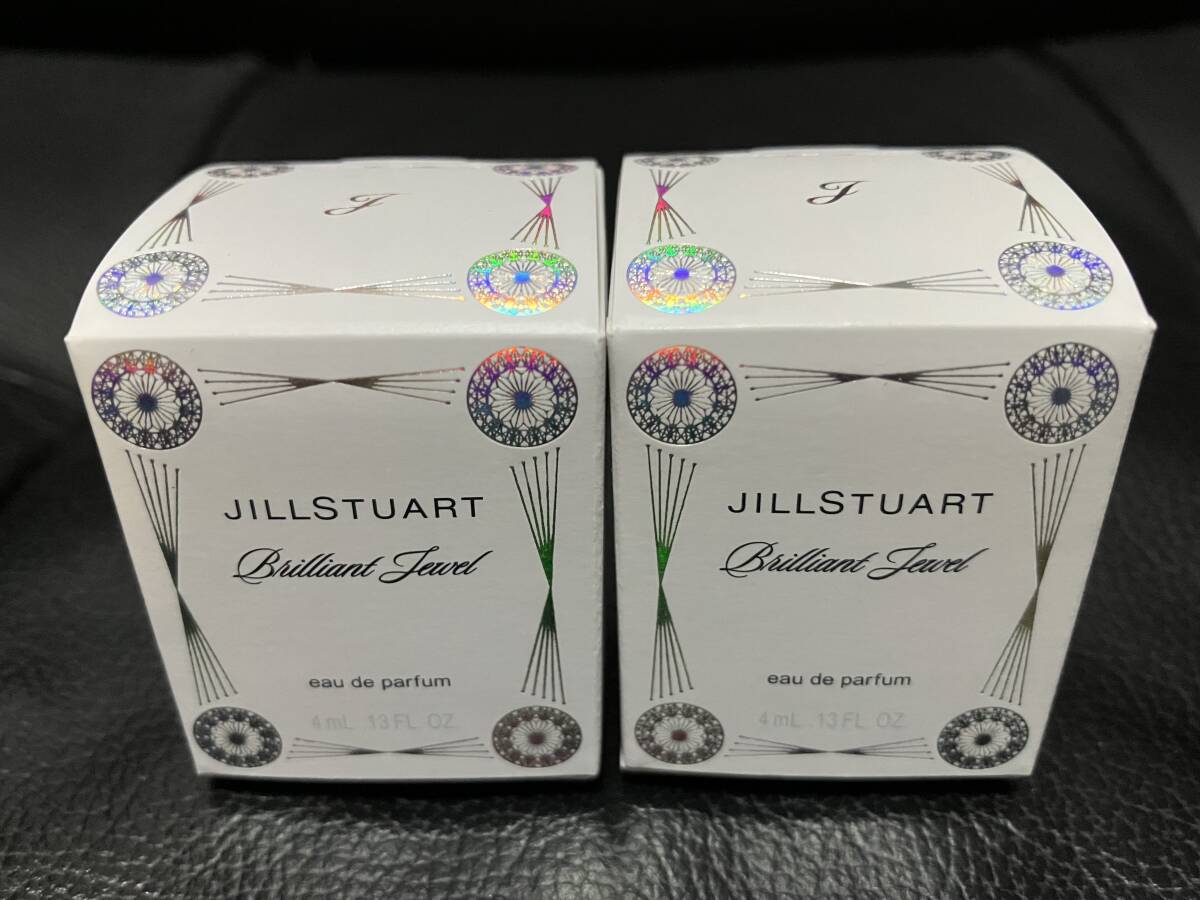 J
JILLSTUART
Brilliant Jewel
eau de parfum
4 mL .13 FL. OZ.
J
JILLSTUART
Brilliant Jewel
eau de parfum
4 mL .13 FL. OZ.